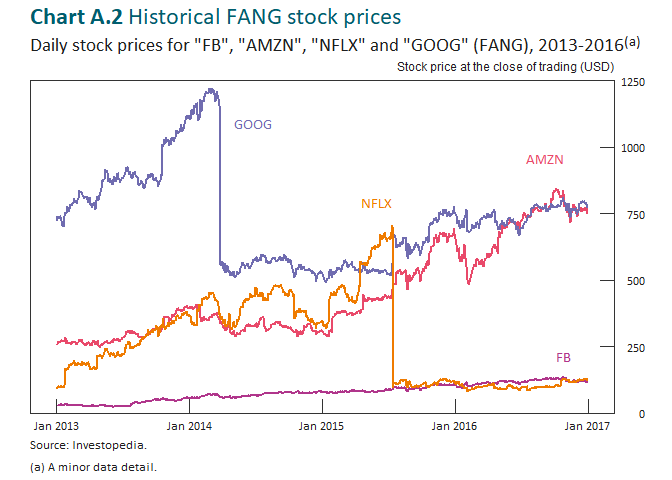 Chart A.2 Historical FANG stock prices
Daily stock prices for "FB", "AMZN", "NFLX" and "GOOG" (FANG), 2013-2016(a)
Stock price at the close of trading (USD)
1250
GOOG
1000
AMZN
NFLX
750
500
250
FB
0
Jan 2013 Jan 2014 Jan 2015 Jan 2016 Jan 2017
Source: Investopedia.
(a) A minor data detail.